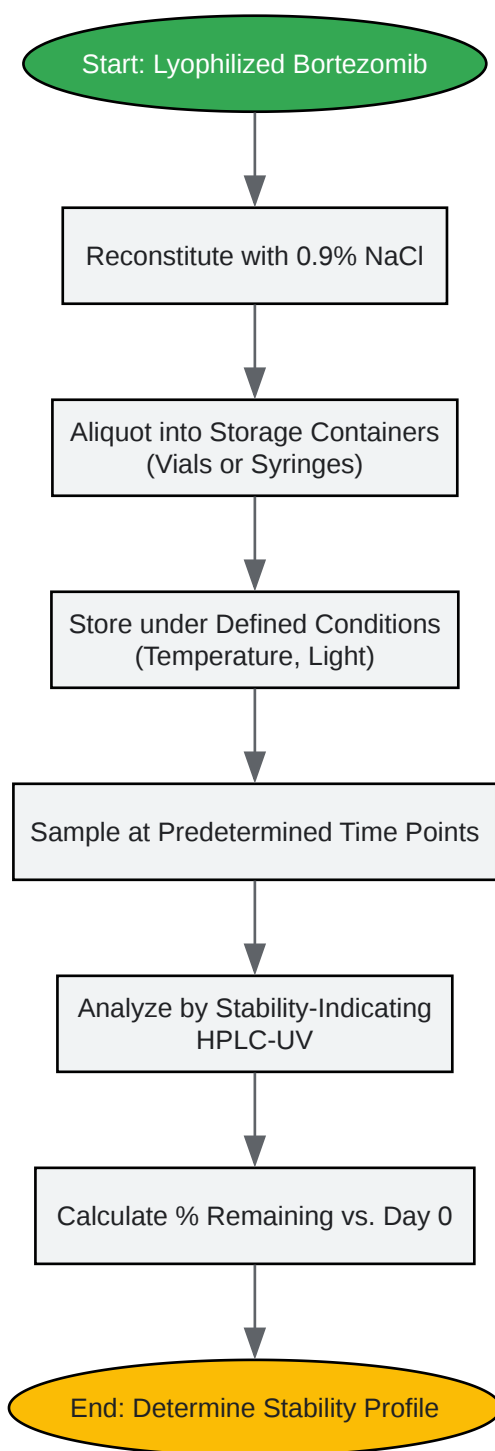 Start: Lyophilized Bortezomib
Reconstitute with 0.9% NaCl
Aliquot into Storage Containers
(Vials or Syringes)
Store under Defined Conditions
(Temperature, Light)
Sample at Predetermined Time Points
Analyze by Stability-Indicating
HPLC-UV
Calculate % Remaining vs. Day 0
End: Determine Stability Profile